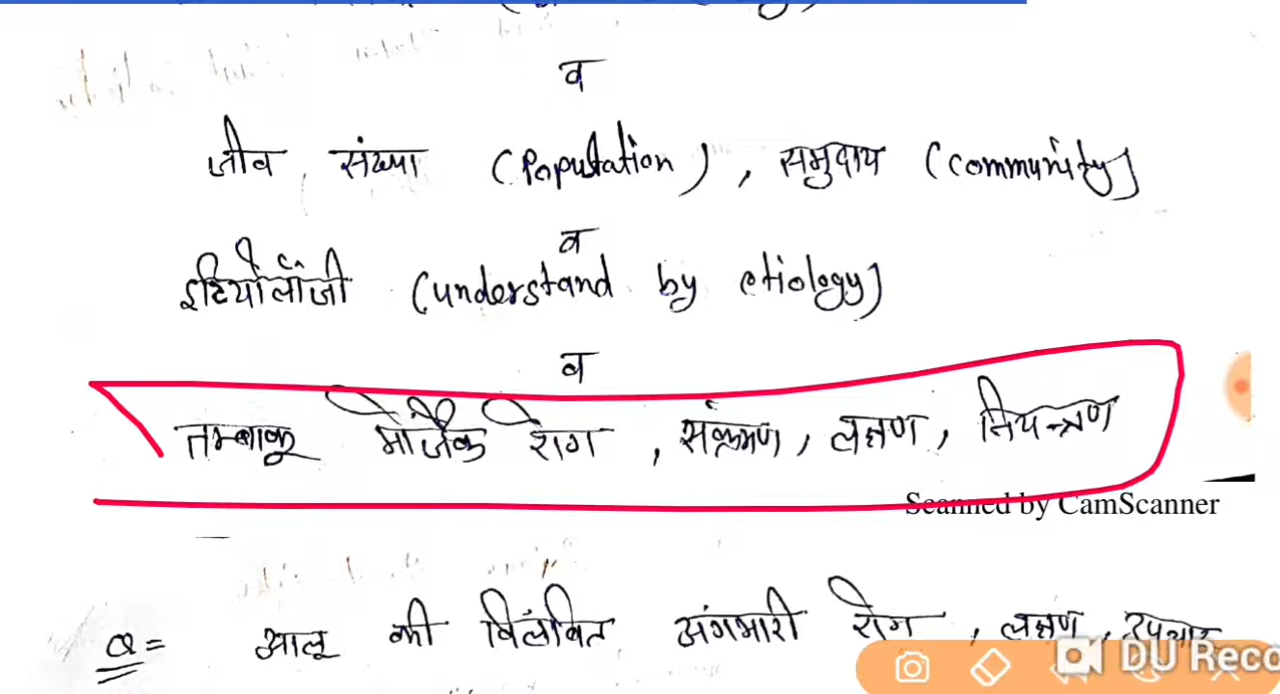 व
जीव संख्या (Population), समुदाय (community)
व
इटियोलॉजी (understand by etiology)
व
तम्बाकू मोजैक रोग, संक्रमण, लक्षण, नियन्त्रण
Scanned by CamScanner
Q= आलू की विलंबित अंगमारी रोग, लक्षण, उपचार
DU Reco